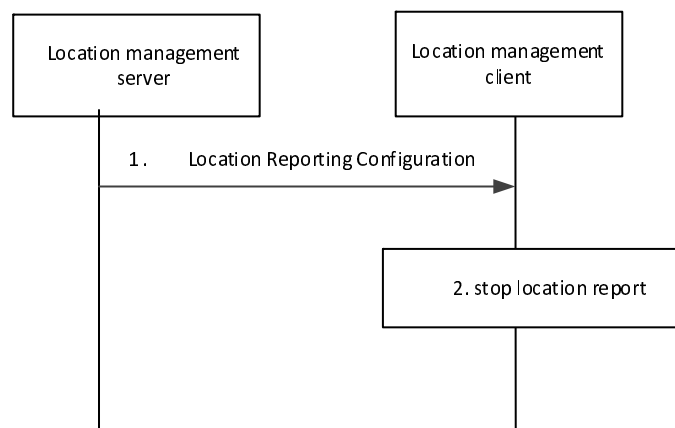 Location management
server
Location management
client
1. Location Reporting Configuration
2. stop location report